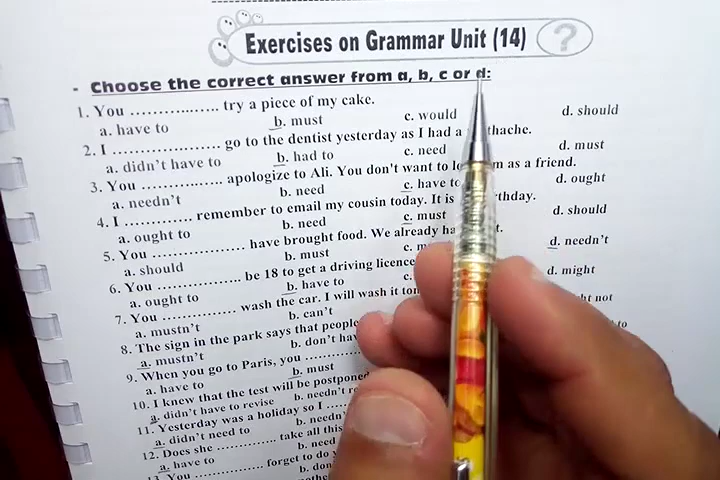 Exercises on Grammar Unit (14)
- Choose the correct answer from a, b, c or d:
1. You ................ try a piece of my cake.
a. have to b. must c. would d. should
2. I .................... go to the dentist yesterday as I had a thache.
a. didn't have to b. had to c. need d. must
3. You ................ apologize to Ali. You don't want to lo m as a friend.
a. needn't b. need c. have to d. ought
4. I ............ remember to email my cousin today. It is rthday.
a. ought to b. need c. must d. should
5. You .................. have brought food. We already ha t.
a. should b. must c. m d. needn't
6. You ................ be 18 to get a driving licence
a. ought to b. have to c. d. might
7. You .............. wash the car. I will wash it tom
a. mustn't b. can't ht not
8. The sign in the park says that people
a. mustn't b. don't hav to
9. When you go to Paris, you ..............
a. have to b. must
10. I knew that the test will be postponed
a. didn't have to revise b. needn't re
11. Yesterday was a holiday so I .....
a. didn't need to b. needn
12. Does she .............. take all this
a. have to b. need
13. You .............. forget to do y
b. don